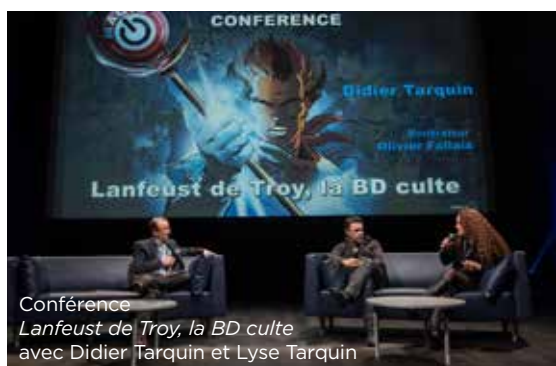 CONFERENCE
Didier Tarquin
Modérateur
Olivier Fallaix
Lanfeust de Troy, la BD culte
Conférence
Lanfeust de Troy, la BD culte
avec Didier Tarquin et Lyse Tarquin